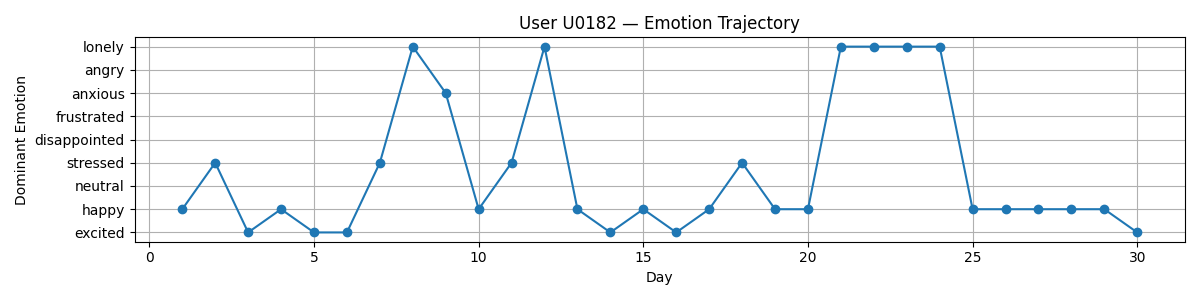 User U0182 — Emotion Trajectory
Dominant Emotion
lonely
angry
anxious
frustrated
disappointed
stressed
neutral
happy
excited
0 5 10 15 20 25 30
Day